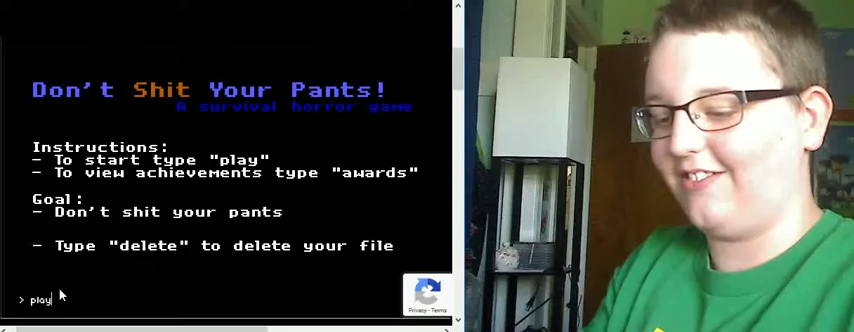 Don't Shit Your Pants!
A survival horror game
Instructions:
- To start type "play"
- To view achievements type "awards"
Goal:
- Don't shit your pants
- Type "delete" to delete your file
> play
Privacy - Terms